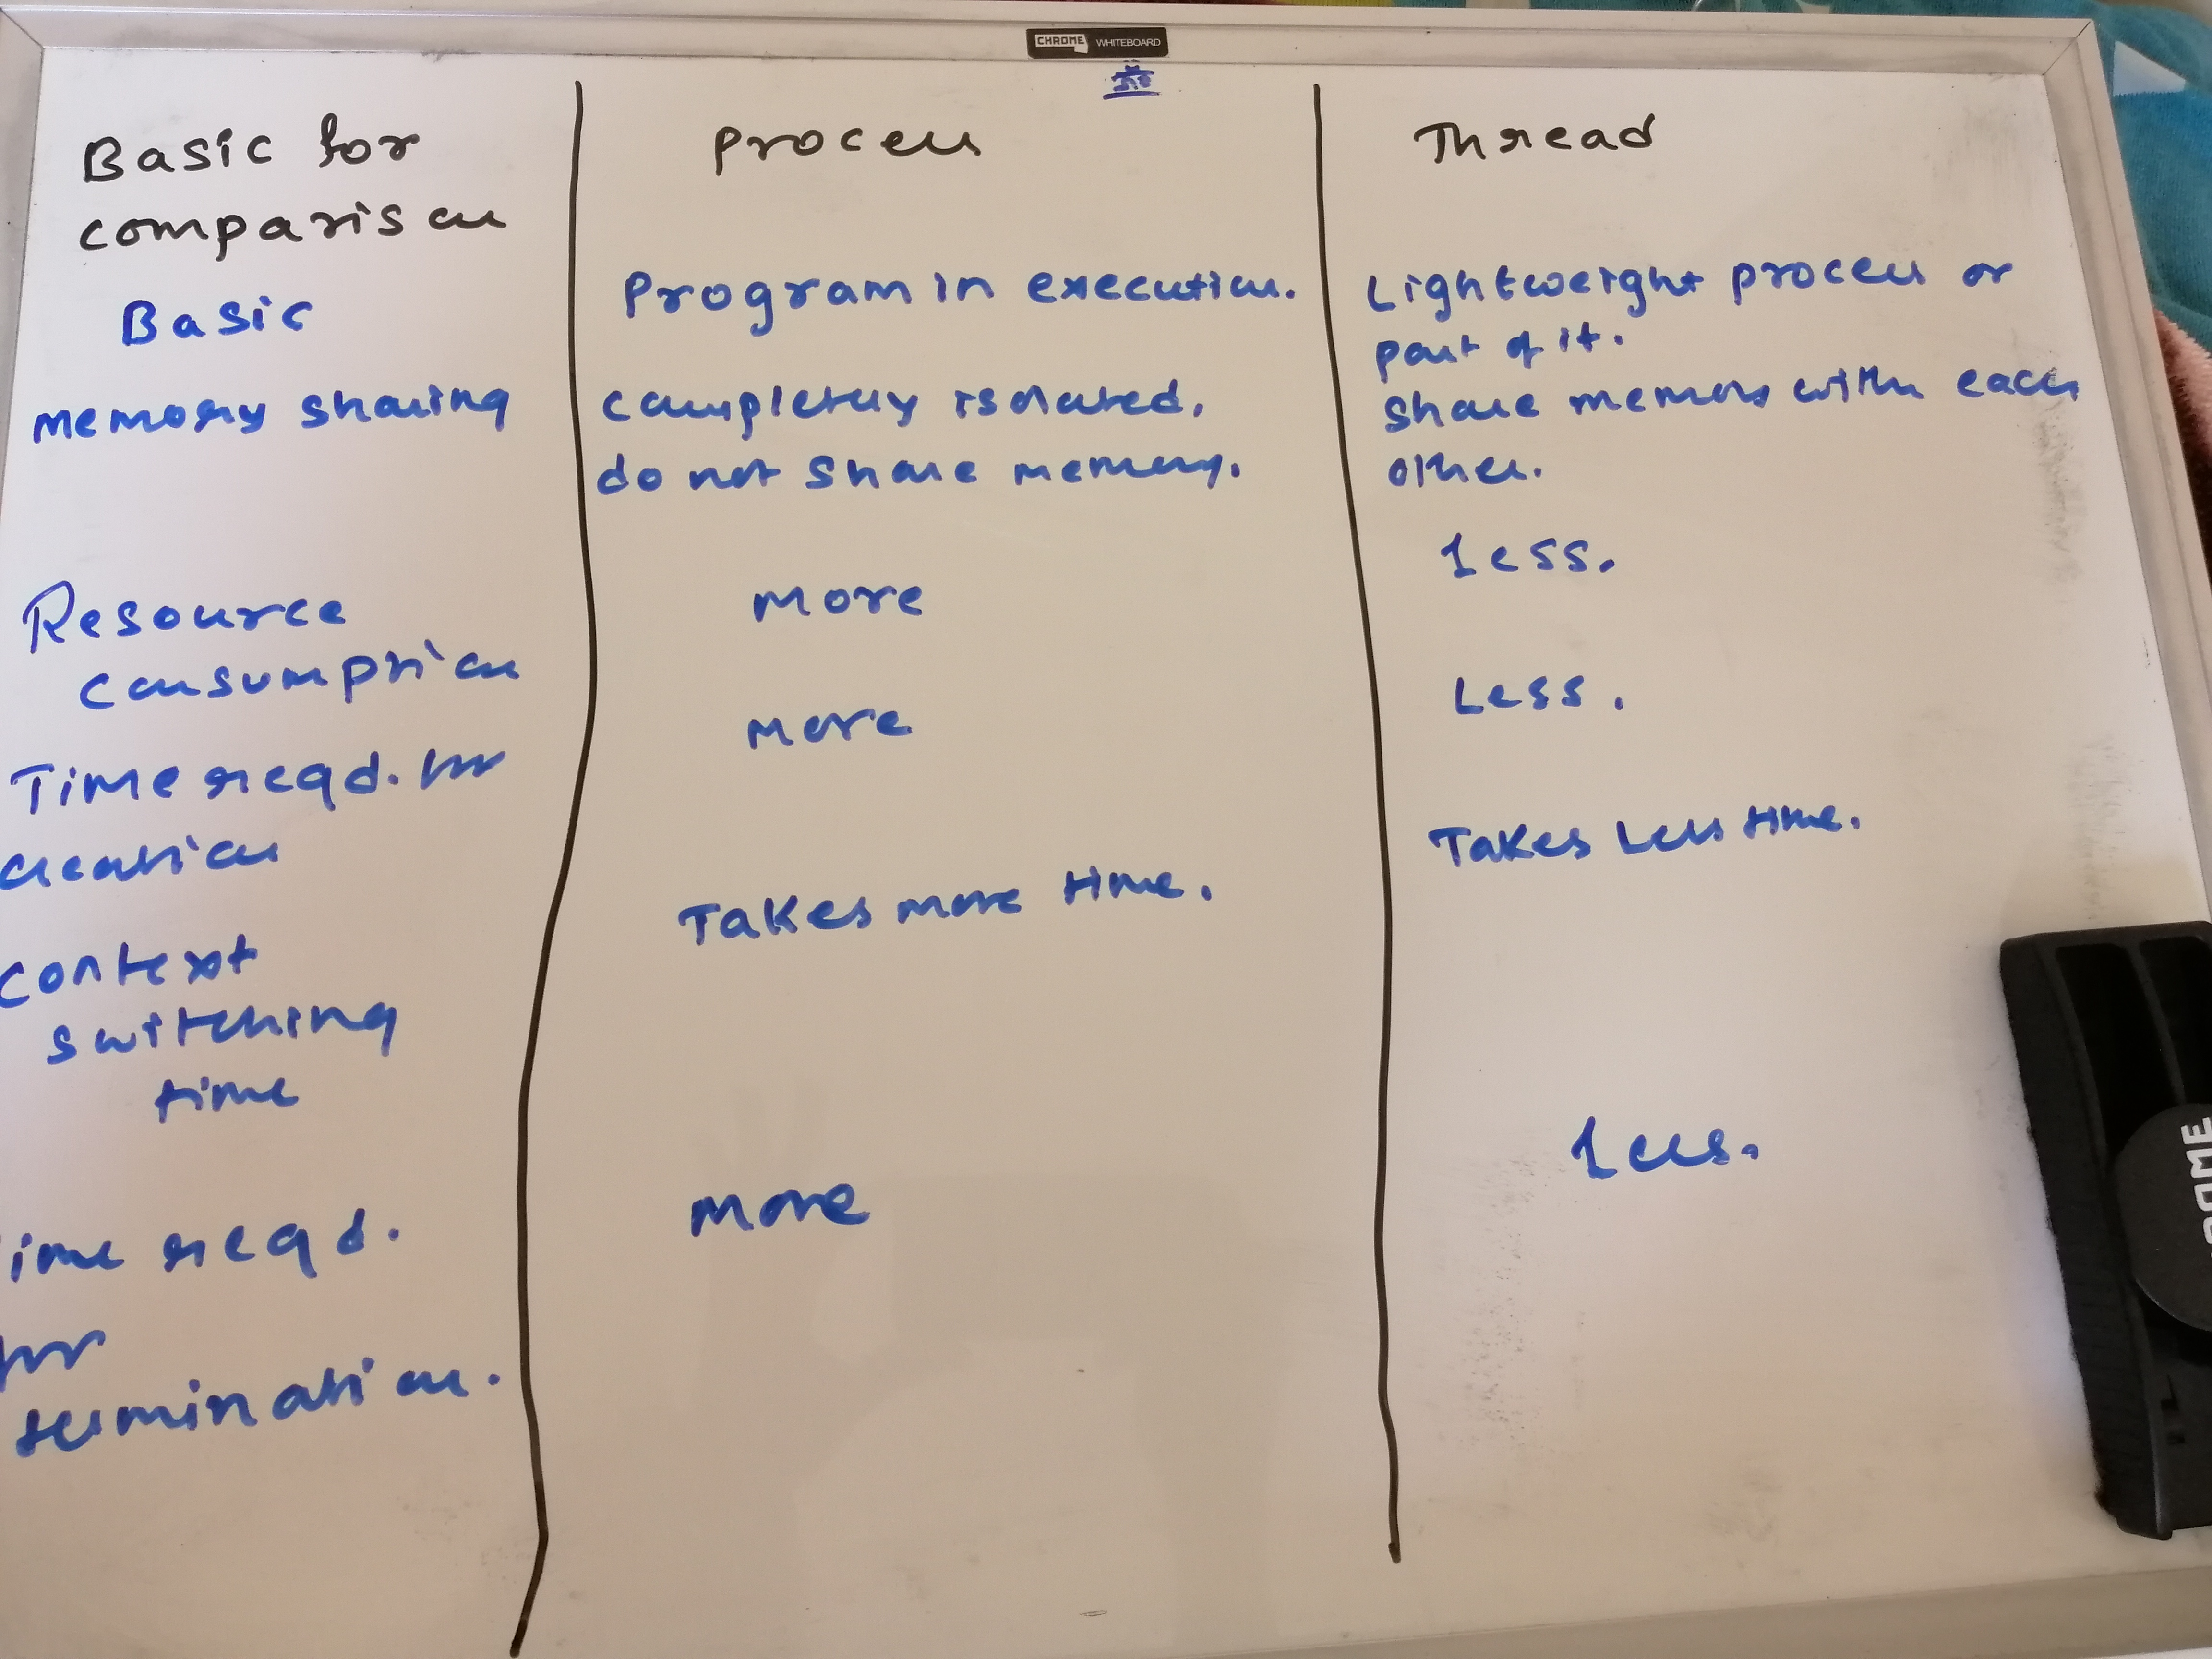 CHROME WHITEBOARD
Basic for
comparison
Process
Thread
Basic
Program in execution.
Lightweight process or
part of it.
memory sharing
completely isolated,
do not share memory.
share memory with each
other.
Resource
consumption
more
less.
Time reqd. for
creation
more
Less.
context
switching
time
Takes more time.
Takes less time.
ime reqd.
for
termination.
more
less.